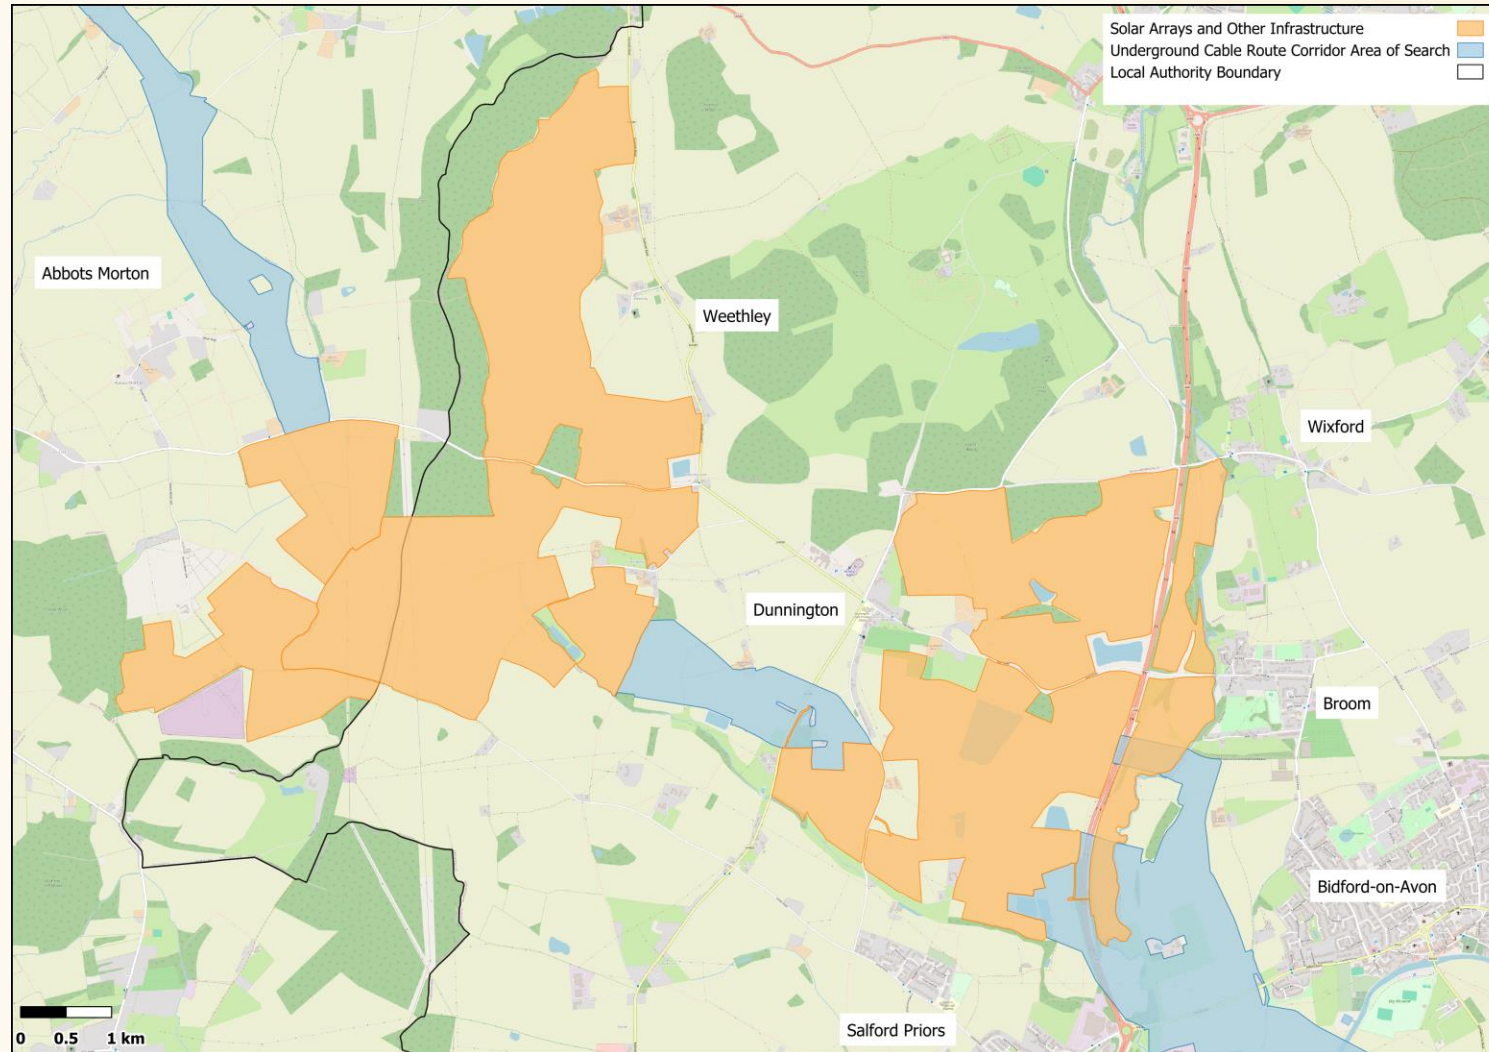 Solar Arrays and Other Infrastructure
Underground Cable Route Corridor Area of Search
Local Authority Boundary
Abbots Morton
Weethley
Wixford
Dunnington
Broom
Bidford-on-Avon
Salford Priors
0 0.5 1 km